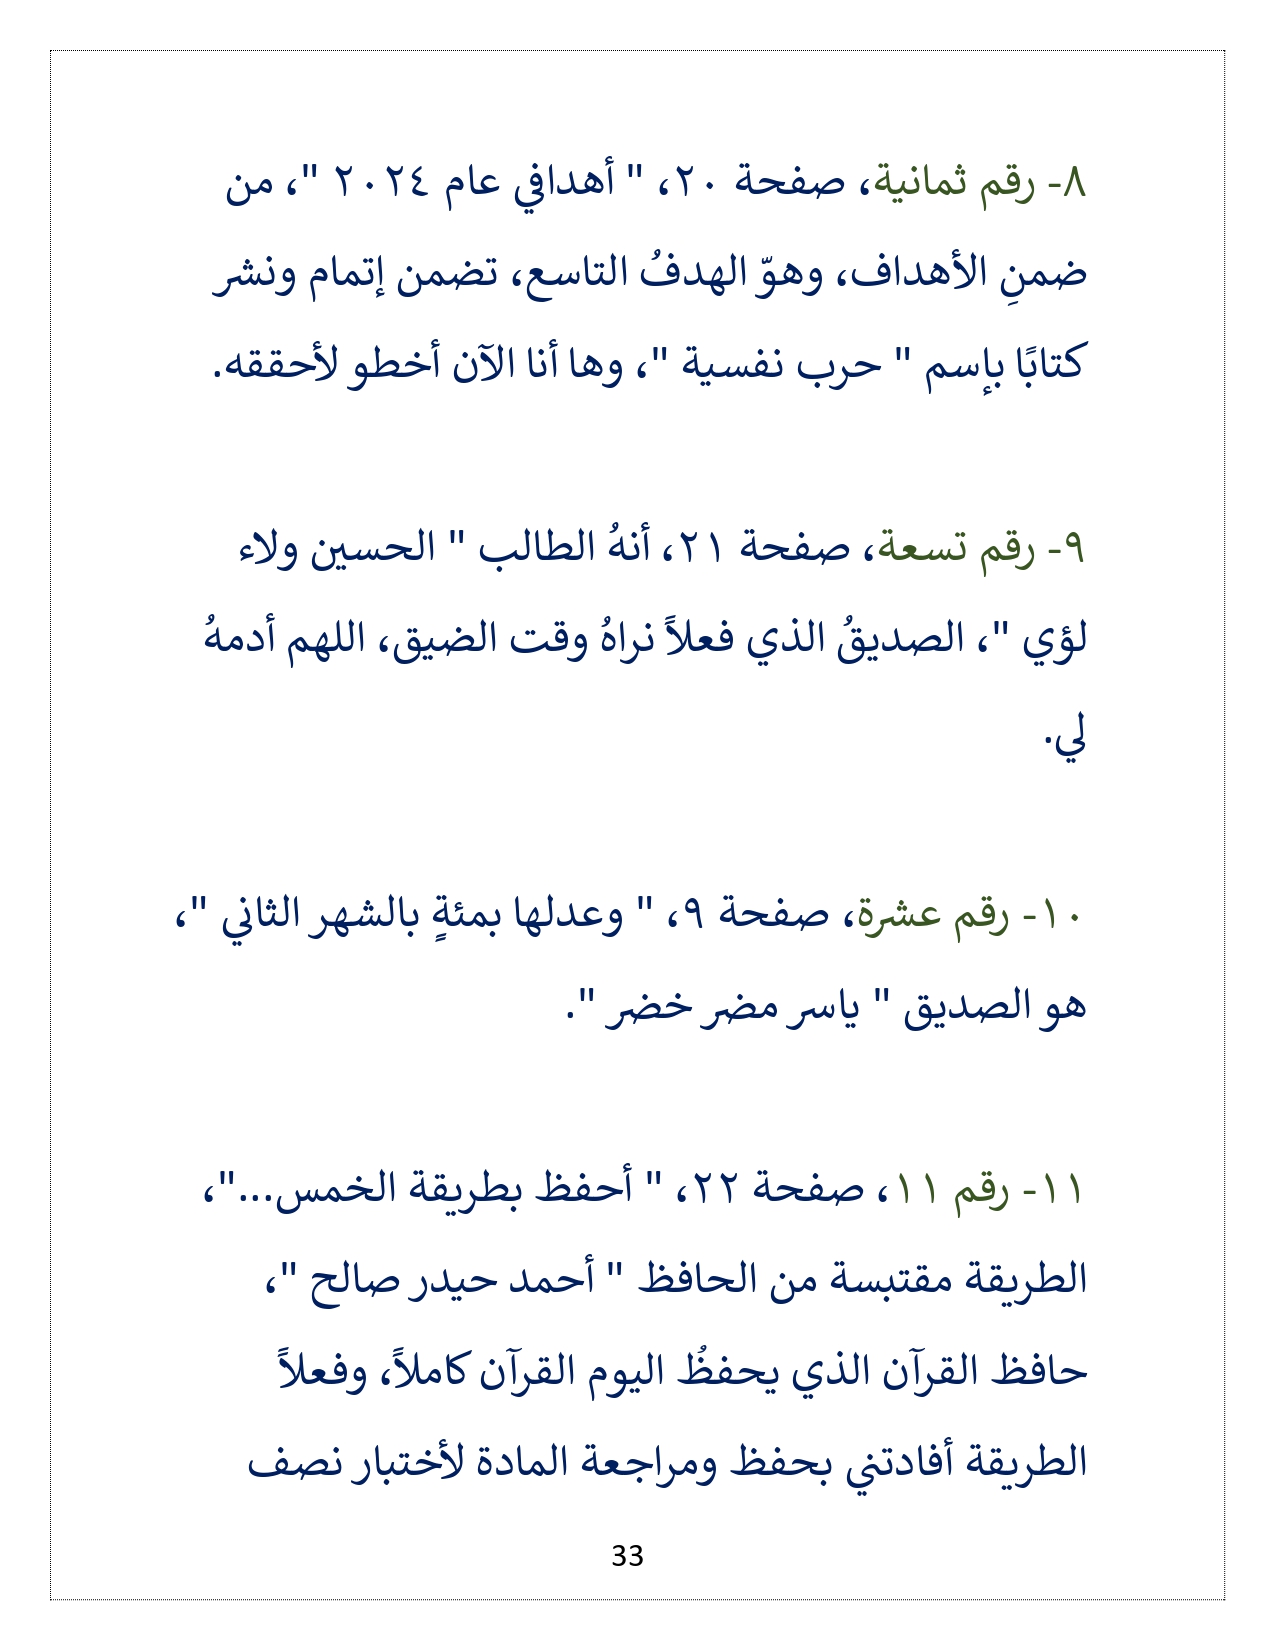 ٨- رقم ثمانية، صفحة ٢٠، " أهدافي عام ٢٠٢٤ "، من
ضمنِ الأهداف، وهوّ الهدفُ التاسع، تضمن إتمام ونشر
كتابًا بإسم " حرب نفسية "، وها أنا الآن أخطو لأحققه.
٩- رقم تسعة، صفحة ٢١، أنهُ الطالب " الحسين ولاء
لؤي "، الصديقُ الذي فعلاً نراهُ وقت الضيق، اللهم أدمهُ
لي.
١٠- رقم عشرة، صفحة ٩، " وعدلها بمئةٍ بالشهر الثاني "،
هو الصديق " ياسر مضر خضر ".
١١- رقم ١١، صفحة ٢٢، " أحفظ بطريقة الخمس..."،
الطريقة مقتبسة من الحافظ " أحمد حيدر صالح "،
حافظ القرآن الذي يحفظُ اليوم القرآن كاملاً، وفعلاً
الطريقة أفادتني بحفظ ومراجعة المادة لأختبار نصف
33